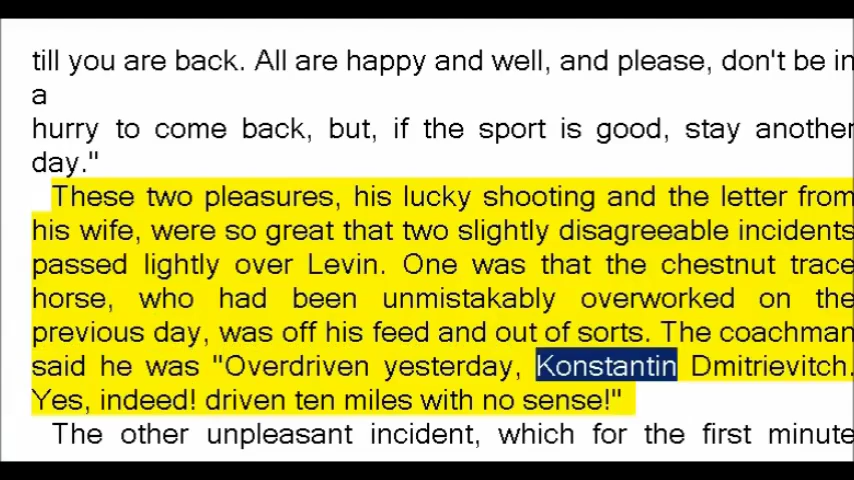 till you are back. All are happy and well, and please, don't be in
a
hurry to come back, but, if the sport is good, stay another
day."
These two pleasures, his lucky shooting and the letter from
his wife, were so great that two slightly disagreeable incidents
passed lightly over Levin. One was that the chestnut trace
horse, who had been unmistakably overworked on the
previous day, was off his feed and out of sorts. The coachman
said he was "Overdriven yesterday, Konstantin Dmitrievitch.
Yes, indeed! driven ten miles with no sense!"
The other unpleasant incident, which for the first minute